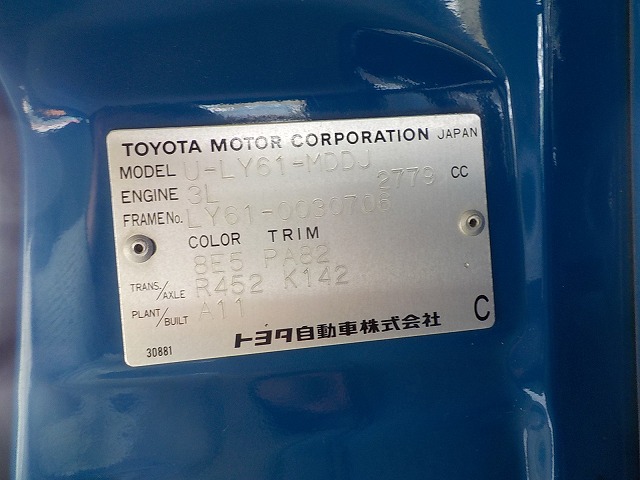 TOYOTA MOTOR CORPORATION JAPAN
MODEL U-LY61-MDDJ
ENGINE 3L 2779 CC
FRAME No. LY61-0090706
COLOR TRIM
8E5 PA82
TRANS./AXLE R452 K142
PLANT/BUILT A11
トヨタ自動車株式会社 C
30881